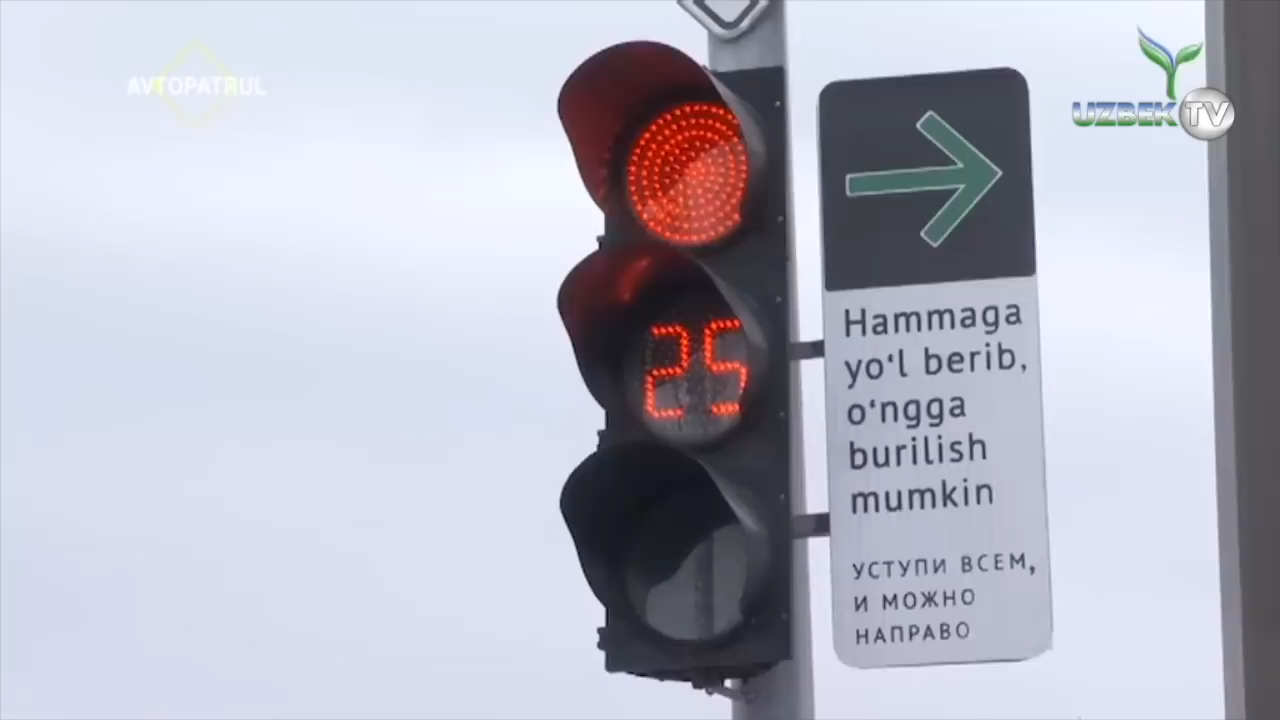 AVTOPATRUL
UZBEK TV
25
Hammaga
yo‘l berib,
o‘ngga
burilish
mumkin
УСТУПИ ВСЕМ,
И МОЖНО
НАПРАВО